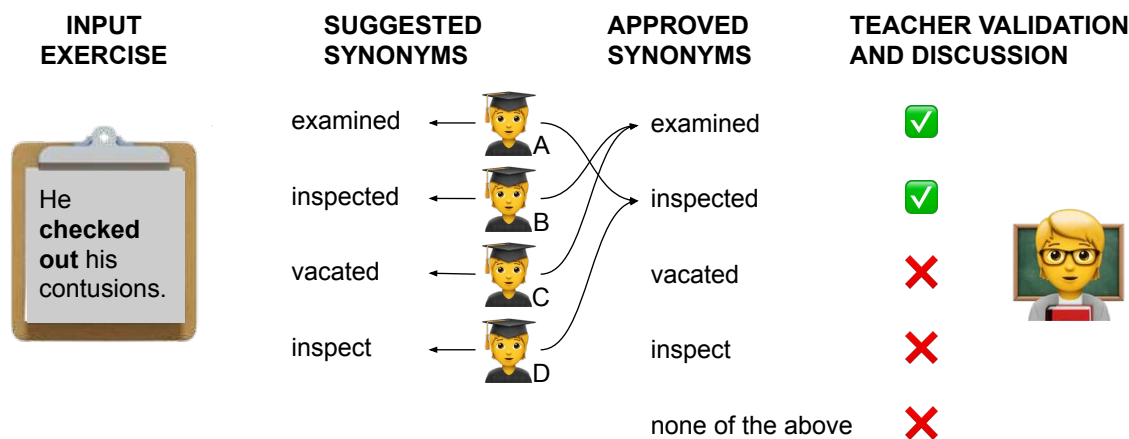 INPUT
EXERCISE
SUGGESTED
SYNONYMS
APPROVED
SYNONYMS
TEACHER VALIDATION
AND DISCUSSION
He
checked
out his
contusions.
examined
A
examined
inspected
B
inspected
vacated
C
vacated
inspect
D
inspect
none of the above